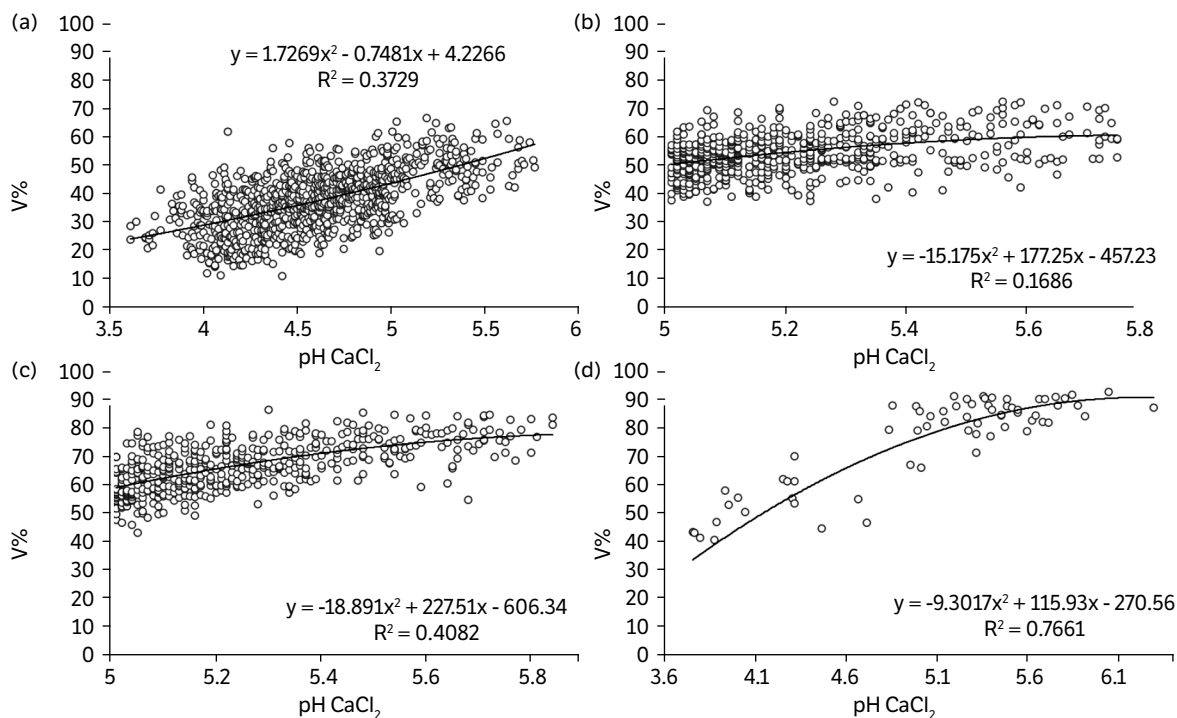 (a)
y = 1.7269x² - 0.7481x + 4.2266
R² = 0.3729
V%
100
90
80
70
60
50
40
30
20
10
0
3.5 4 4.5 5 5.5 6
pH CaCl₂
(b)
V%
100
90
80
70
60
50
40
30
20
10
0
y = -15.175x² + 177.25x - 457.23
R² = 0.1686
5 5.2 5.4 5.6 5.8
pH CaCl₂
(c)
V%
100
90
80
70
60
50
40
30
20
10
0
y = -18.891x² + 227.51x - 606.34
R² = 0.4082
5 5.2 5.4 5.6 5.8
pH CaCl₂
(d)
V%
100
90
80
70
60
50
40
30
20
10
0
y = -9.3017x² + 115.93x - 270.56
R² = 0.7661
3.6 4.1 4.6 5.1 5.6 6.1
pH CaCl₂